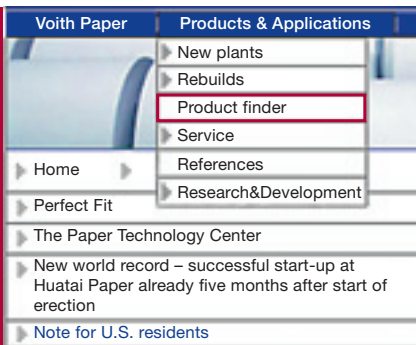 Voith Paper
Products & Applications
New plants
Rebuilds
Product finder
Service
References
Research&Development
Home
Perfect Fit
The Paper Technology Center
New world record – successful start-up at
Huatai Paper already five months after start of
erection
Note for U.S. residents